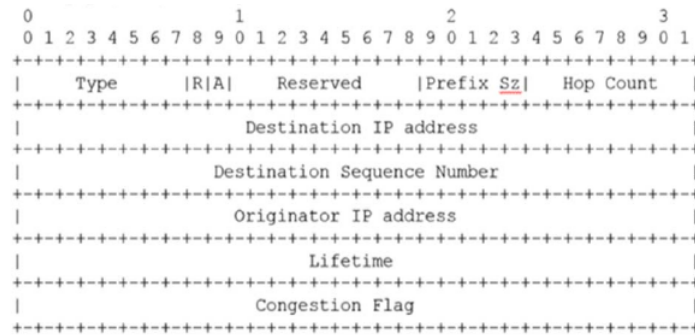 0 1 2 3
0 1 2 3 4 5 6 7 8 9 0 1 2 3 4 5 6 7 8 9 0 1 2 3 4 5 6 7 8 9 0 1
+-+-+-+-+-+-+-+-+-+-+-+-+-+-+-+-+-+-+-+-+-+-+-+-+-+-+-+-+-+-+-+-+
| Type |R|A| Reserved |Prefix Sz| Hop Count |
+-+-+-+-+-+-+-+-+-+-+-+-+-+-+-+-+-+-+-+-+-+-+-+-+-+-+-+-+-+-+-+-+
| Destination IP address |
+-+-+-+-+-+-+-+-+-+-+-+-+-+-+-+-+-+-+-+-+-+-+-+-+-+-+-+-+-+-+-+-+
| Destination Sequence Number |
+-+-+-+-+-+-+-+-+-+-+-+-+-+-+-+-+-+-+-+-+-+-+-+-+-+-+-+-+-+-+-+-+
| Originator IP address |
+-+-+-+-+-+-+-+-+-+-+-+-+-+-+-+-+-+-+-+-+-+-+-+-+-+-+-+-+-+-+-+-+
| Lifetime |
+-+-+-+-+-+-+-+-+-+-+-+-+-+-+-+-+-+-+-+-+-+-+-+-+-+-+-+-+-+-+-+-+
| Congestion Flag |
+-+-+-+-+-+-+-+-+-+-+-+-+-+-+-+-+-+-+-+-+-+-+-+-+-+-+-+-+-+-+-+-+